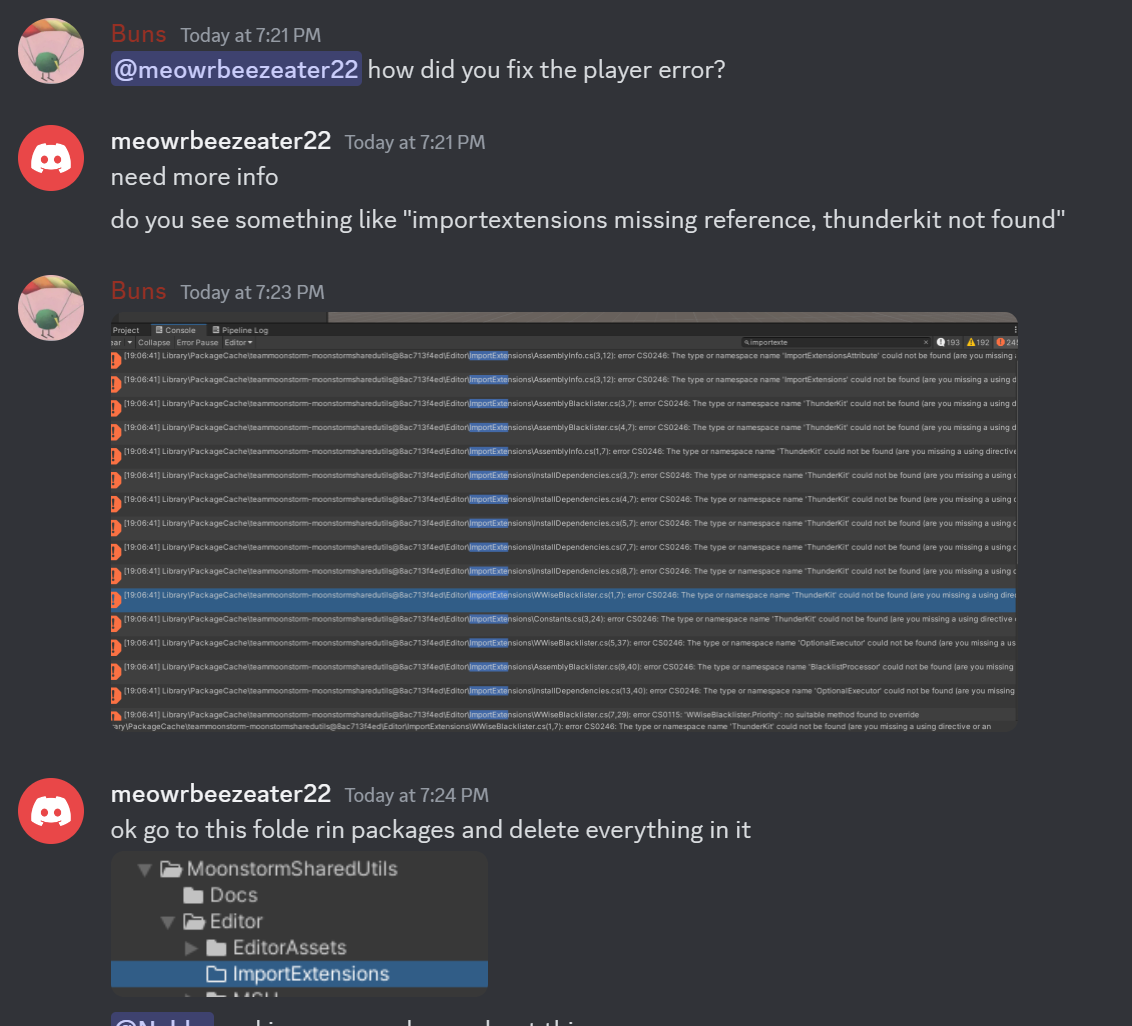 Buns Today at 7:21 PM
@meowrbeezeater22 how did you fix the player error?
meowrbeezeater22 Today at 7:21 PM
need more info
do you see something like "importextensions missing reference, thunderkit not found"
Buns Today at 7:23 PM
Project Console Pipeline Log
ear Collapse Error Pause Editor importexte 193 192 245
[19:06:41] Library\PackageCache\teammoonstorm-moonstormsharedutils@8ac713f4ed\Editor\ImportExtensions\AssemblyInfo.cs(3,12): error CS0246: The type or namespace name 'ImportExtensionsAttribute' could not be found (are you missing a
[19:06:41] Library\PackageCache\teammoonstorm-moonstormsharedutils@8ac713f4ed\Editor\ImportExtensions\AssemblyInfo.cs(3,12): error CS0246: The type or namespace name 'ImportExtensions' could not be found (are you missing a using d
[19:06:41] Library\PackageCache\teammoonstorm-moonstormsharedutils@8ac713f4ed\Editor\ImportExtensions\AssemblyBlacklister.cs(3,7): error CS0246: The type or namespace name 'ThunderKit' could not be found (are you missing a using d
[19:06:41] Library\PackageCache\teammoonstorm-moonstormsharedutils@8ac713f4ed\Editor\ImportExtensions\AssemblyBlacklister.cs(4,7): error CS0246: The type or namespace name 'ThunderKit' could not be found (are you missing a using d
[19:06:41] Library\PackageCache\teammoonstorm-moonstormsharedutils@8ac713f4ed\Editor\ImportExtensions\AssemblyInfo.cs(1,7): error CS0246: The type or namespace name 'ThunderKit' could not be found (are you missing a using directive
[19:06:41] Library\PackageCache\teammoonstorm-moonstormsharedutils@8ac713f4ed\Editor\ImportExtensions\InstallDependencies.cs(3,7): error CS0246: The type or namespace name 'ThunderKit' could not be found (are you missing a using d
[19:06:41] Library\PackageCache\teammoonstorm-moonstormsharedutils@8ac713f4ed\Editor\ImportExtensions\InstallDependencies.cs(4,7): error CS0246: The type or namespace name 'ThunderKit' could not be found (are you missing a using d
[19:06:41] Library\PackageCache\teammoonstorm-moonstormsharedutils@8ac713f4ed\Editor\ImportExtensions\InstallDependencies.cs(5,7): error CS0246: The type or namespace name 'ThunderKit' could not be found (are you missing a using d
[19:06:41] Library\PackageCache\teammoonstorm-moonstormsharedutils@8ac713f4ed\Editor\ImportExtensions\InstallDependencies.cs(7,7): error CS0246: The type or namespace name 'ThunderKit' could not be found (are you missing a using d
[19:06:41] Library\PackageCache\teammoonstorm-moonstormsharedutils@8ac713f4ed\Editor\ImportExtensions\InstallDependencies.cs(8,7): error CS0246: The type or namespace name 'ThunderKit' could not be found (are you missing a using d
[19:06:41] Library\PackageCache\teammoonstorm-moonstormsharedutils@8ac713f4ed\Editor\ImportExtensions\WWiseBlacklister.cs(1,7): error CS0246: The type or namespace name 'ThunderKit' could not be found (are you missing a using dire
[19:06:41] Library\PackageCache\teammoonstorm-moonstormsharedutils@8ac713f4ed\Editor\ImportExtensions\Constants.cs(3,24): error CS0246: The type or namespace name 'ThunderKit' could not be found (are you missing a using directive
[19:06:41] Library\PackageCache\teammoonstorm-moonstormsharedutils@8ac713f4ed\Editor\ImportExtensions\WWiseBlacklister.cs(5,37): error CS0246: The type or namespace name 'OptionalExecutor' could not be found (are you missing a us
[19:06:41] Library\PackageCache\teammoonstorm-moonstormsharedutils@8ac713f4ed\Editor\ImportExtensions\AssemblyBlacklister.cs(9,40): error CS0246: The type or namespace name 'BlacklistProcessor' could not be found (are you missing
[19:06:41] Library\PackageCache\teammoonstorm-moonstormsharedutils@8ac713f4ed\Editor\ImportExtensions\InstallDependencies.cs(13,40): error CS0246: The type or namespace name 'OptionalExecutor' could not be found (are you missing
[19:06:41] Library\PackageCache\teammoonstorm-moonstormsharedutils@8ac713f4ed\Editor\ImportExtensions\WWiseBlacklister.cs(7,29): error CS0115: 'WWiseBlacklister.Priority': no suitable method found to override
ary\PackageCache\teammoonstorm-moonstormsharedutils@8ac713f4ed\Editor\ImportExtensions\WWiseBlacklister.cs(1,7): error CS0246: The type or namespace name 'ThunderKit' could not be found (are you missing a using directive or an
meowrbeezeater22 Today at 7:24 PM
ok go to this folde rin packages and delete everything in it
MoonstormSharedUtils
Docs
Editor
EditorAssets
ImportExtensions